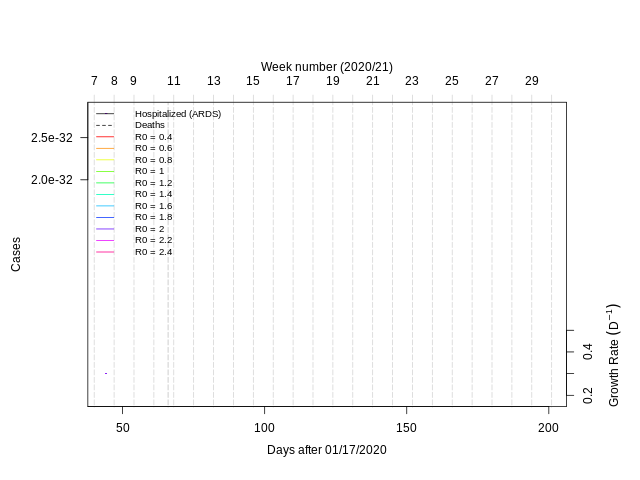 Week number (2020/21)
7 8 9 11 13 15 17 19 21 23 25 27 29
Hospitalized (ARDS)
Deaths
R0 = 0.4
R0 = 0.6
R0 = 0.8
R0 = 1
R0 = 1.2
R0 = 1.4
R0 = 1.6
R0 = 1.8
R0 = 2
R0 = 2.2
R0 = 2.4
2.5e-32
2.0e-32
Cases
0.4
0.2
Growth Rate (D⁻¹)
50 100 150 200
Days after 01/17/2020